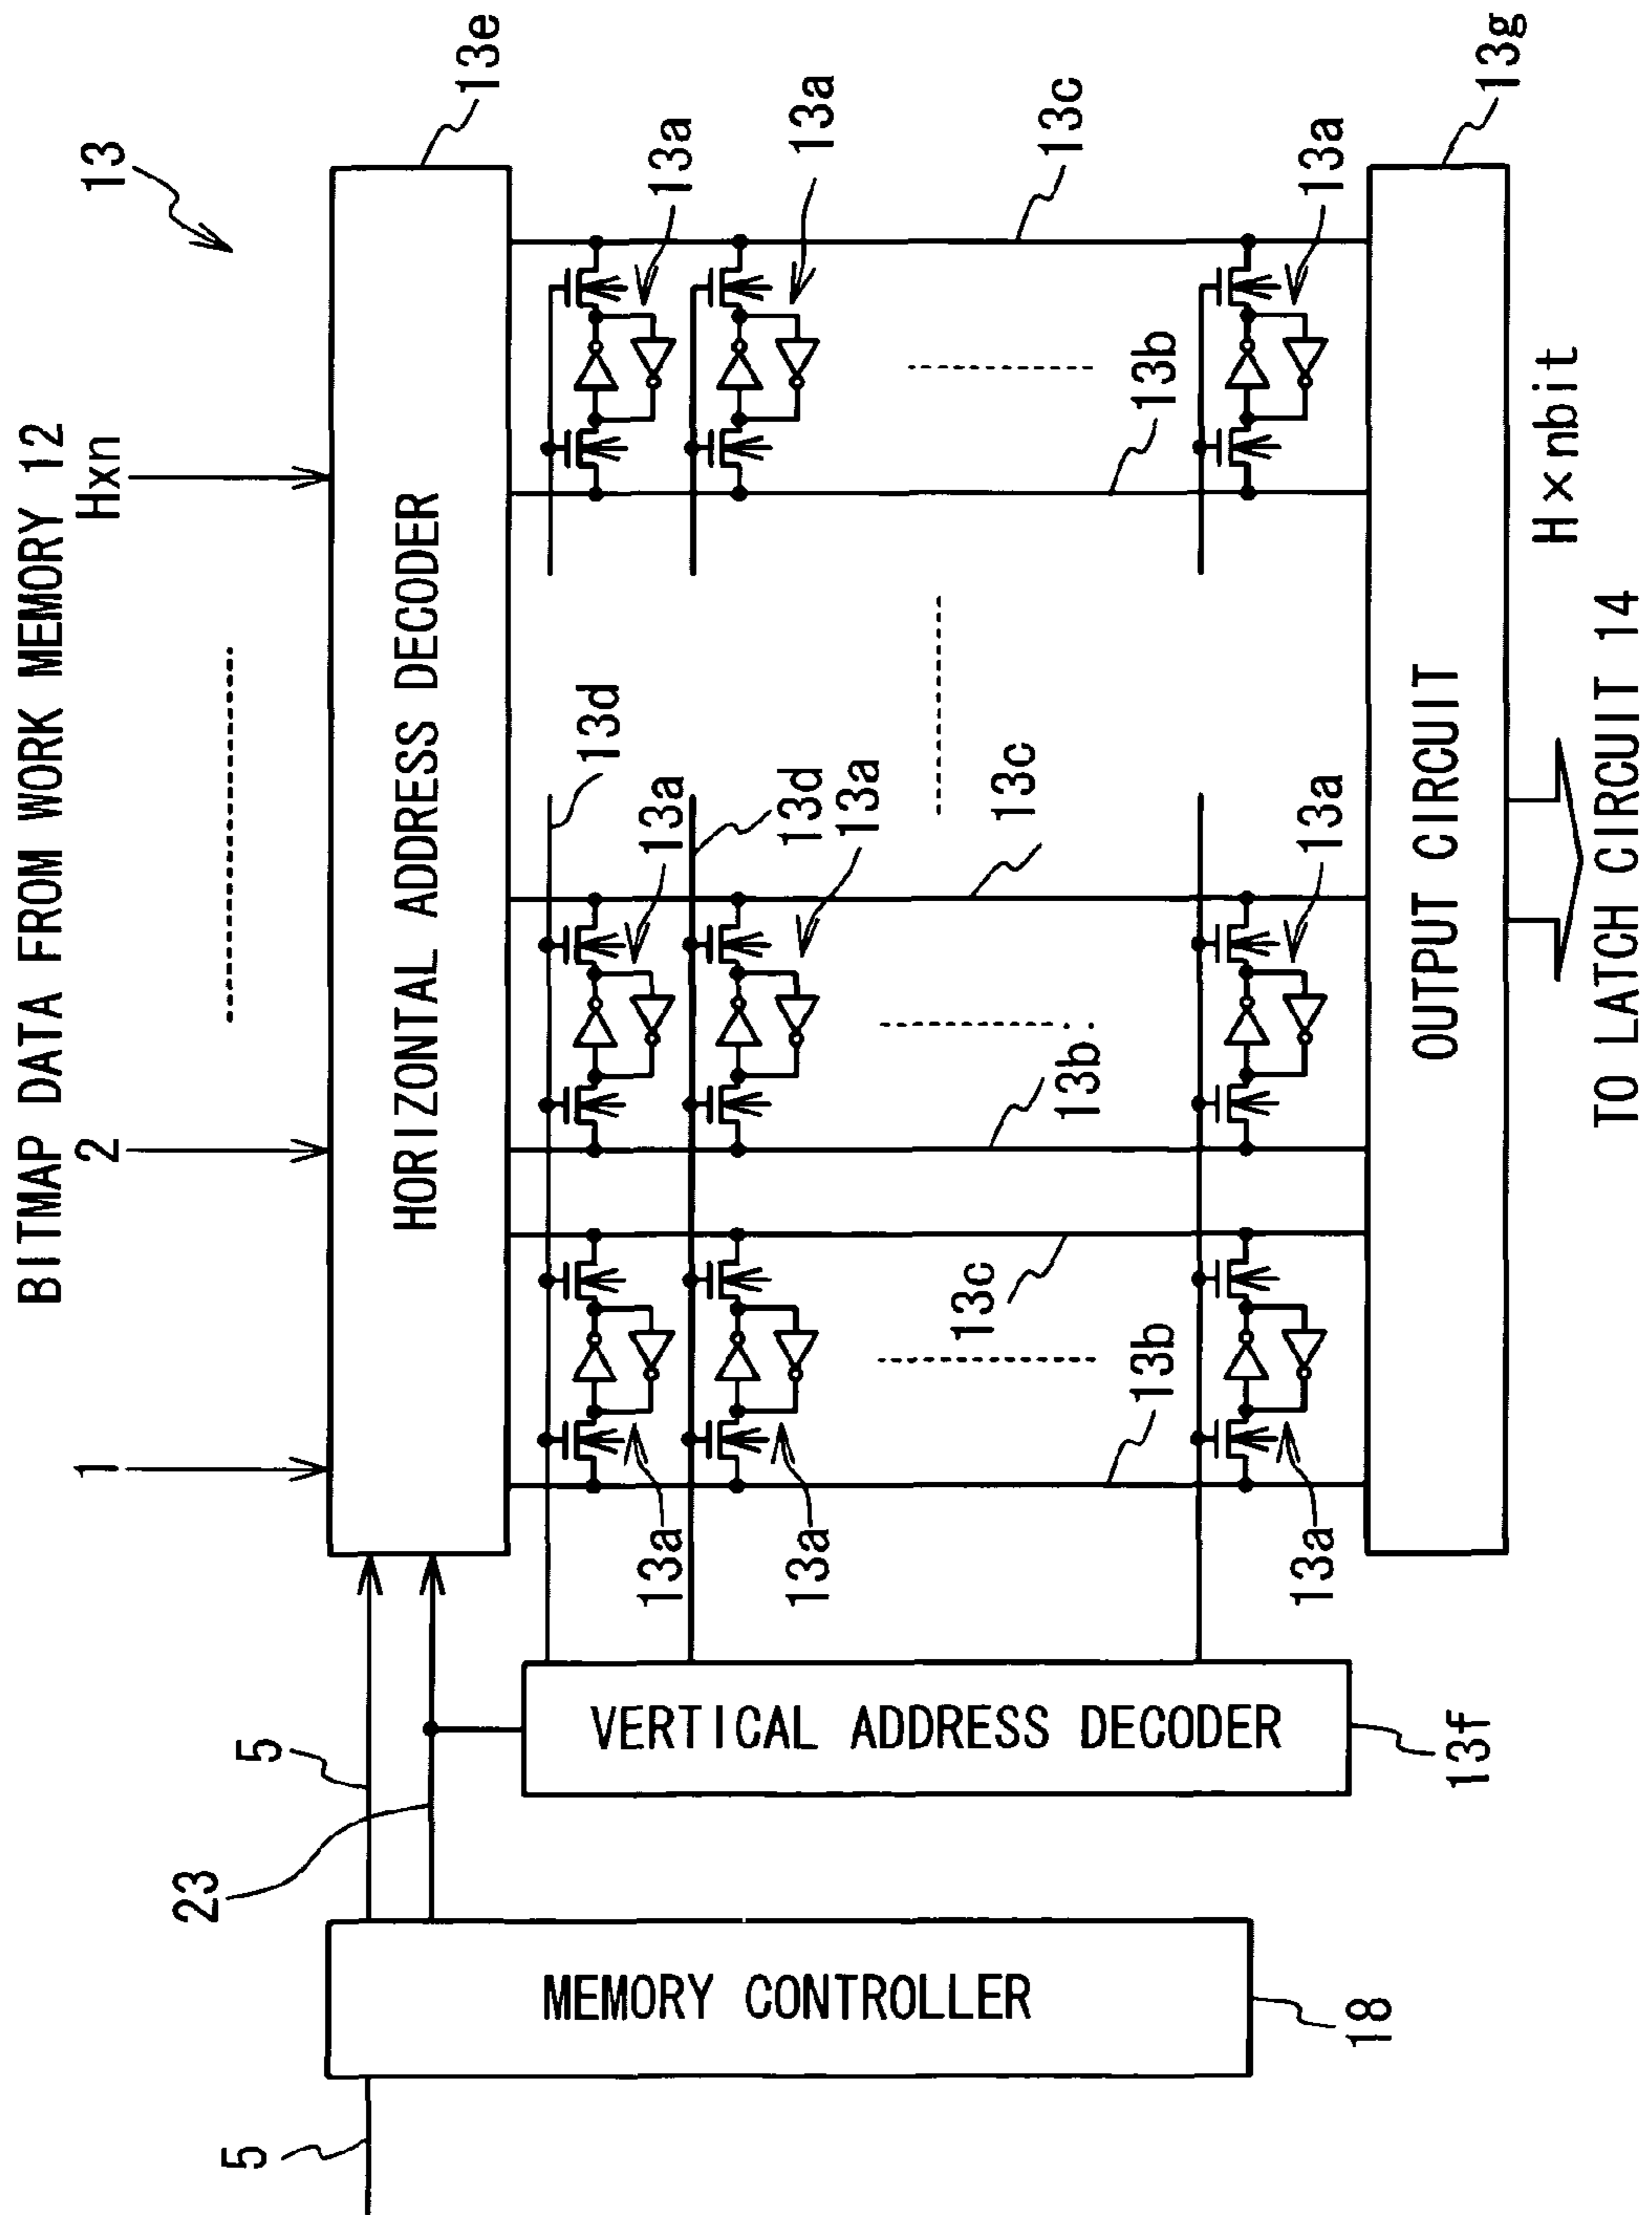 BITMAP DATA FROM WORK MEMORY 12
1
2
Hxn
13
5
23
5
HORIZONTAL ADDRESS DECODER
13e
13d
13a
13a
13a
13d
13a
13a
13a
13c
13b
13c
13b
13c
13b
13a
13a
13a
MEMORY CONTROLLER
18
VERTICAL ADDRESS DECODER
13f
OUTPUT CIRCUIT
13g
H×nbit
TO LATCH CIRCUIT 14